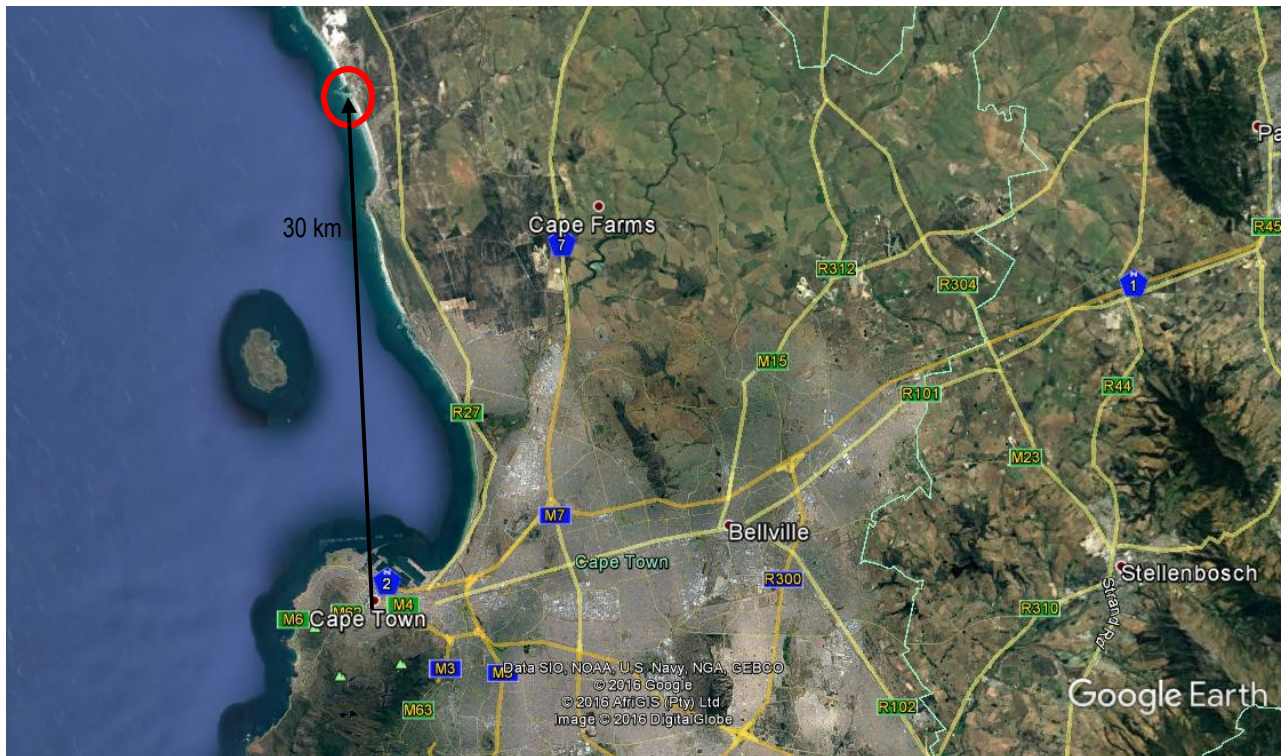 Pa
Cape Farms
30 km
7
R45
R312
R304
N
1
M15
R44
R27
R101
M23
M7
Bellville
Cape Town
N
2
R300
Stellenbosch
M4
M6
Cape Town
R310
Strand Rd
M3
Data SIO, NOAA, U.S. Navy, NGA, GEBCO
© 2016 Google
© 2016 AfriGIS (Pty) Ltd
Image © 2016 DigitalGlobe
M63
R102
Google Earth